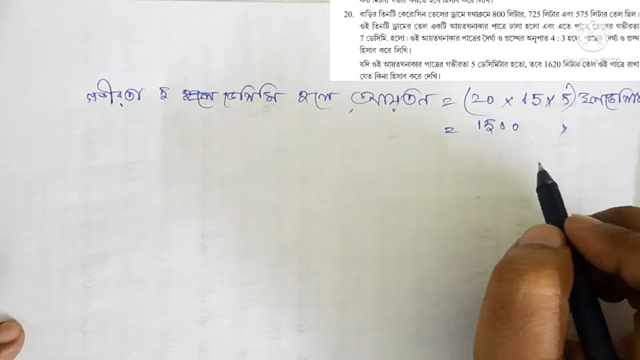 20. বাড়ির তিনটি কেরোসিন তেলের ড্রামে যথাক্রমে 800 লিটার, 725 লিটার এবং 575 লিটার তেল ছিল।
ওই তিনটি ড্রামের তেল একটি আয়তঘনাকার পাত্রে ঢালা হলো এবং এতে পাত্রে তেলের গভীরতা
7 ডেসিমি. হলো। ওই আয়তঘনাকার পাত্রের দৈর্ঘ্য ও প্রস্থের অনুপাত 4 : 3 হলে, পাত্রের দৈর্ঘ্য ও প্রস্থ
হিসাব করে লিখি।
যদি ওই আয়তঘনাকার পাত্রের গভীরতা 5 ডেসিমিটার হতো, তবে 1620 লিটার তেল ওই পাত্রে রাখা
যেত কিনা হিসাব করে দেখি।
গভীরতা 5 ডেসিমি হলে আয়তন = (20 × 15 × 5) ঘনডেসিমি
= 1500 "